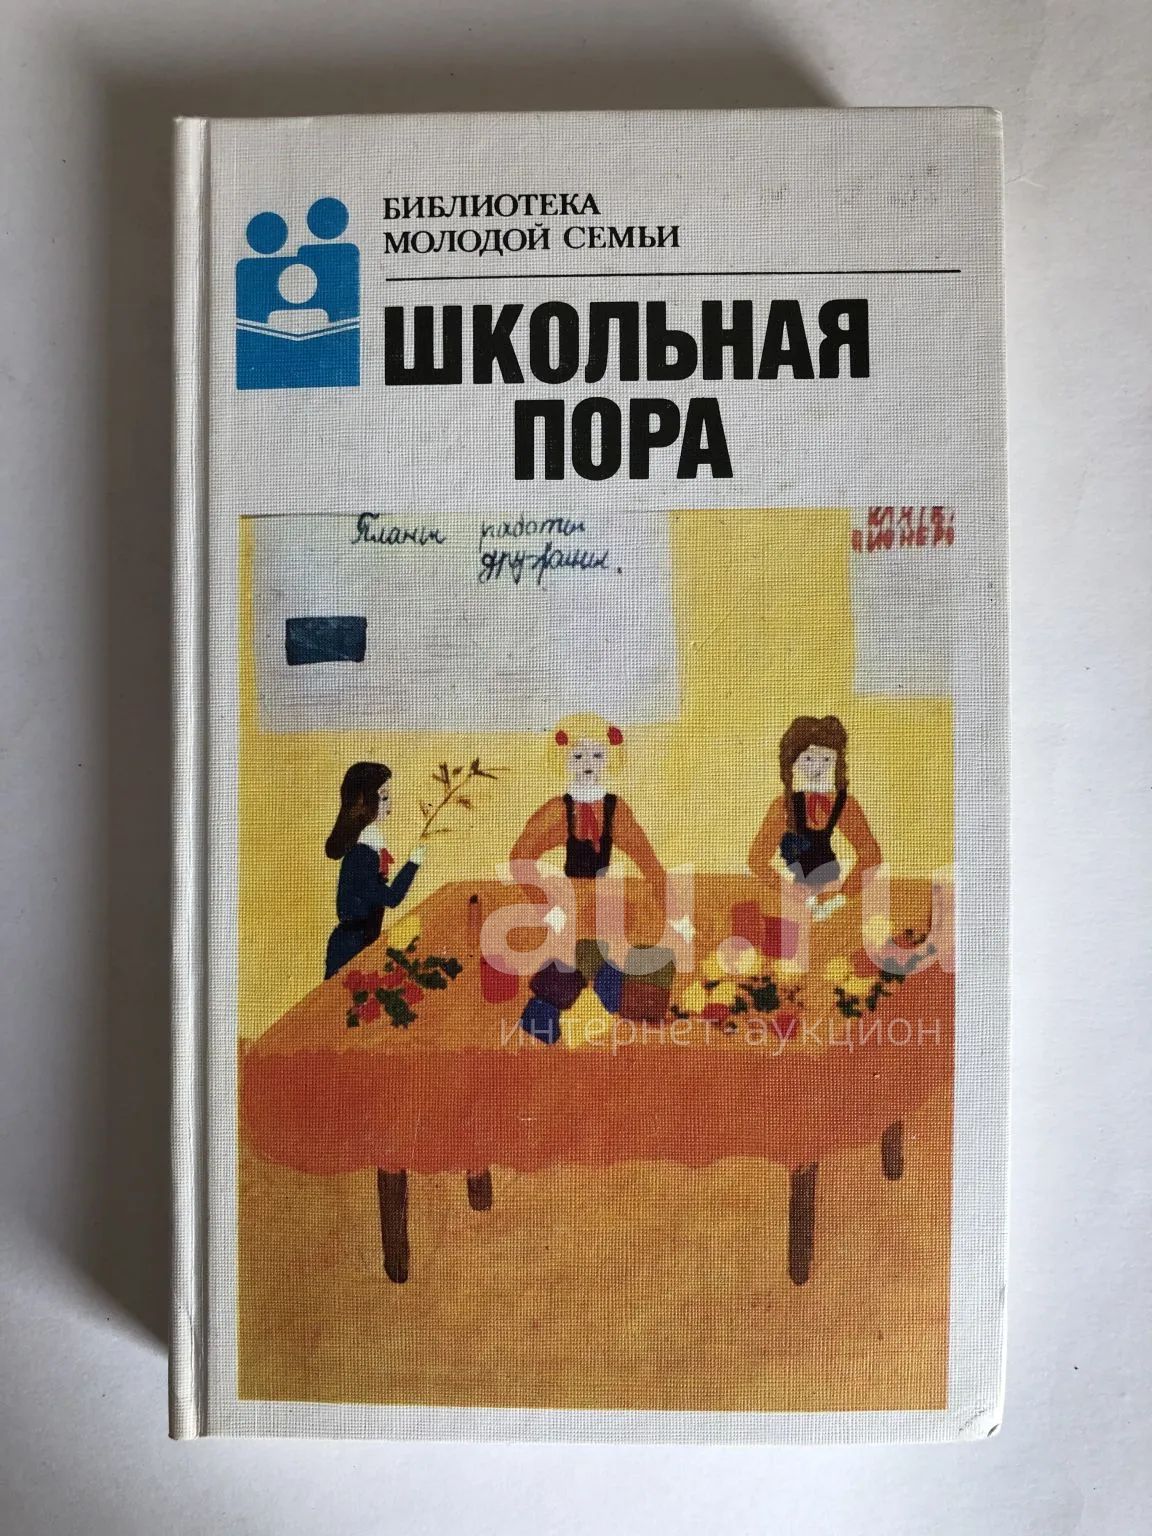 БИБЛИОТЕКА
МОЛОДОЙ СЕМЬИ
ШКОЛЬНАЯ
ПОРА
Планы работы
дружины.
au.ru
интернет-аукцион